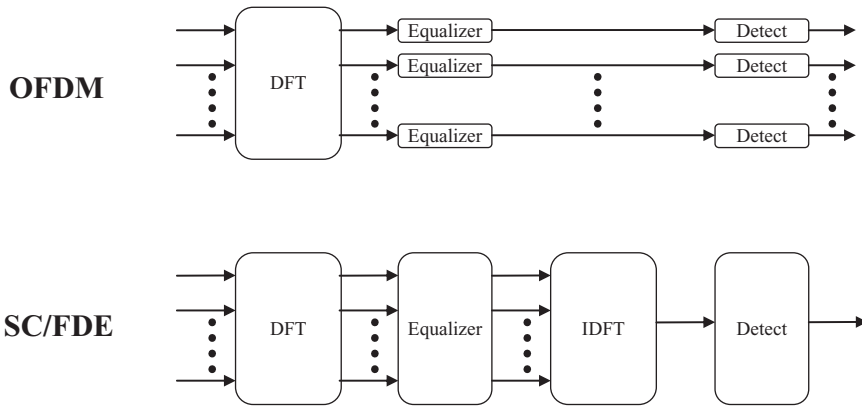 Equalizer
Detect
Equalizer
Detect
OFDM
DFT
Equalizer
Detect
SC/FDE
DFT
Equalizer
IDFT
Detect